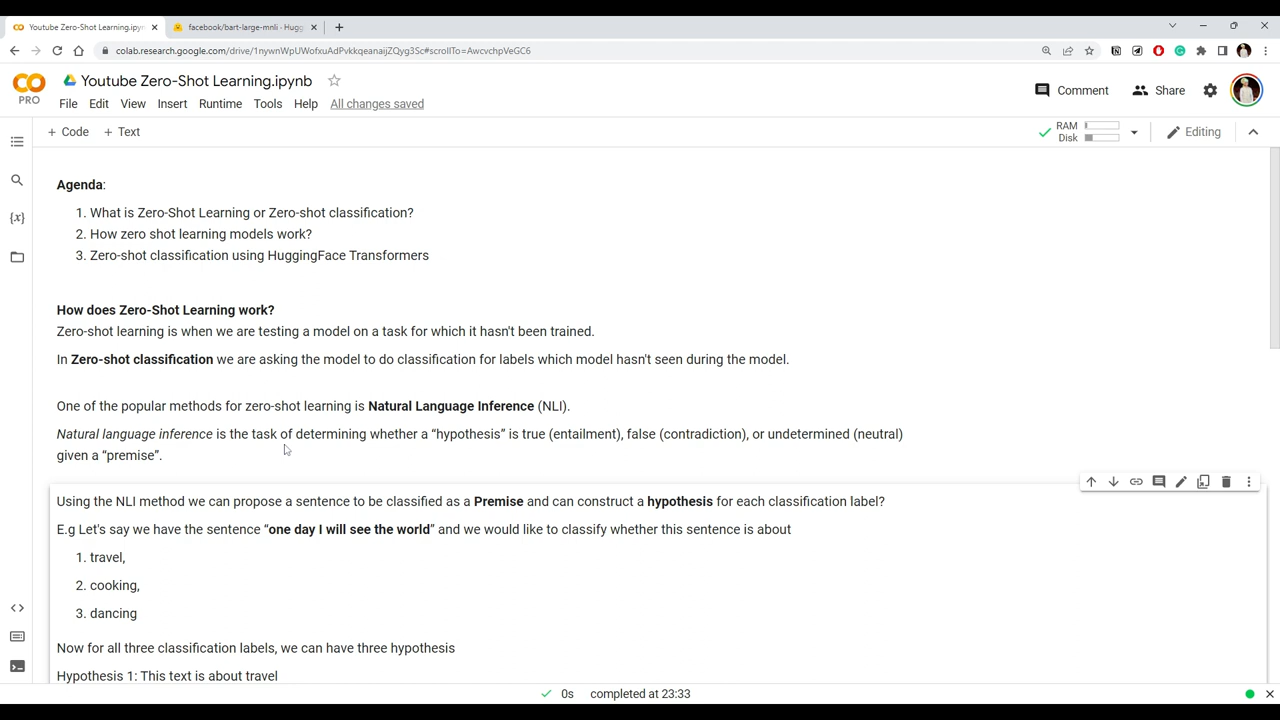 Youtube Zero-Shot Learning.ipyn
facebook/bart-large-mnli · Hugg
colab.research.google.com/drive/1nywnWpUWofxuAdPvkkqeanaijZQyg3Sc#scrollTo=AwcvchpVeGC6
PRO
Youtube Zero-Shot Learning.ipynb
File Edit View Insert Runtime Tools Help All changes saved
Comment
Share
+ Code + Text
RAM
Disk
Editing
Agenda:
1. What is Zero-Shot Learning or Zero-shot classification?
2. How zero shot learning models work?
3. Zero-shot classification using HuggingFace Transformers
How does Zero-Shot Learning work?
Zero-shot learning is when we are testing a model on a task for which it hasn't been trained.
In Zero-shot classification we are asking the model to do classification for labels which model hasn't seen during the model.
One of the popular methods for zero-shot learning is Natural Language Inference (NLI).
Natural language inference is the task of determining whether a “hypothesis” is true (entailment), false (contradiction), or undetermined (neutral)
given a “premise”.
Using the NLI method we can propose a sentence to be classified as a Premise and can construct a hypothesis for each classification label?
E.g Let's say we have the sentence “one day I will see the world” and we would like to classify whether this sentence is about
1. travel,
2. cooking,
3. dancing
Now for all three classification labels, we can have three hypothesis
Hypothesis 1: This text is about travel
0s completed at 23:33